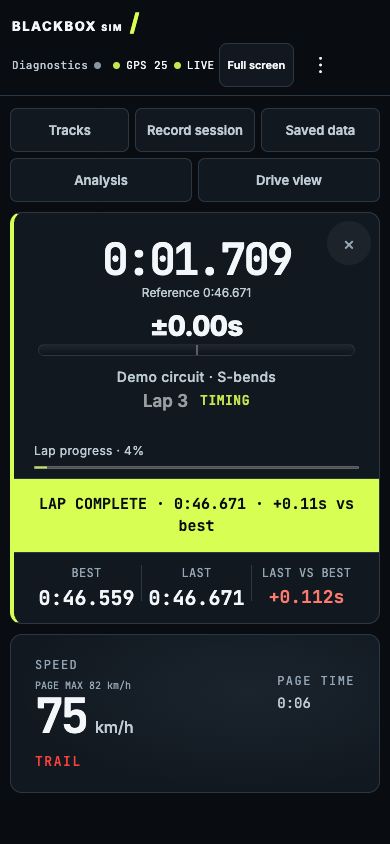 BLACKBOX SIM
Diagnostics GPS 25 LIVE Full screen
Tracks Record session Saved data
Analysis Drive view
×
0:01.709
Reference 0:46.671
±0.00s
Demo circuit · S-bends
Lap 3 TIMING
Lap progress · 4%
LAP COMPLETE · 0:46.671 · +0.11s vs
best
BEST LAST LAST VS BEST
0:46.559 0:46.671 +0.112s
SPEED
PAGE MAX 82 km/h
75 km/h
TRAIL
PAGE TIME
0:06